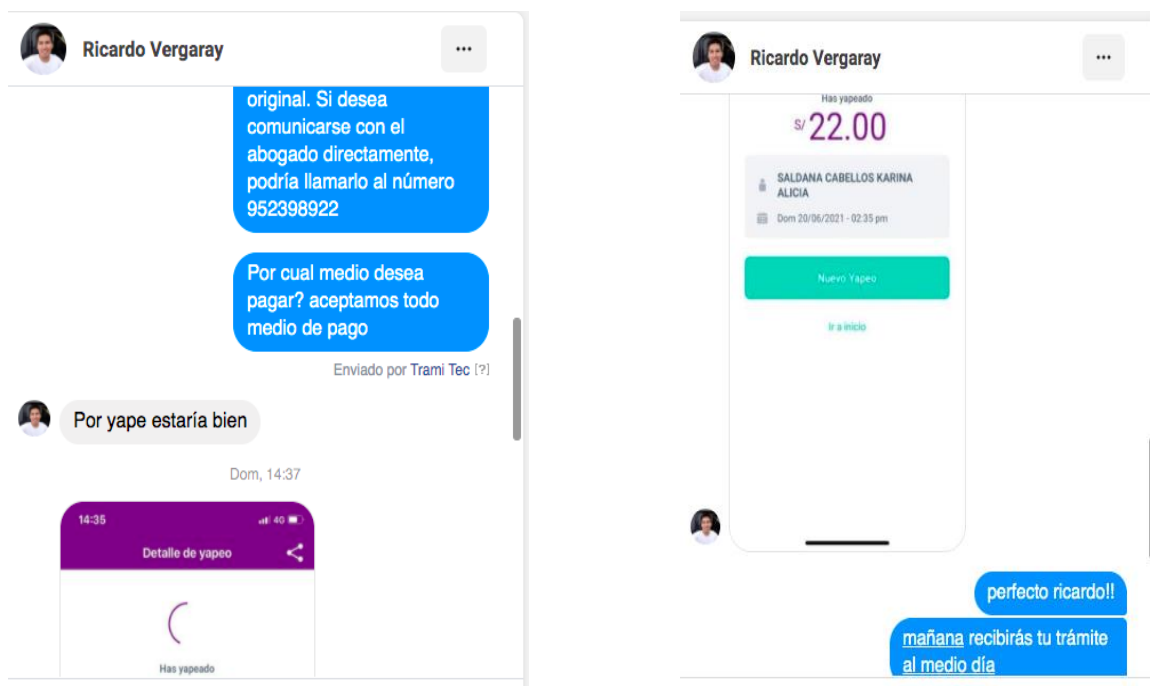 Ricardo Vergaray
original. Si desea
comunicarse con el
abogado directamente,
podría llamarlo al número
952398922
Por cual medio desea
pagar? aceptamos todo
medio de pago
Enviado por Trami Tec [?]
Por yape estaría bien
Dom, 14:37
14:35
4G
Detalle de yapeo
Has yapeado
Ricardo Vergaray
Has yapeado
S/ 22.00
SALDANA CABELLOS KARINA
ALICIA
Dom 20/06/2021 - 02:35 pm
Nuevo Yapeo
Ir a inicio
perfecto ricardo!!
mañana recibirás tu trámite
al medio día